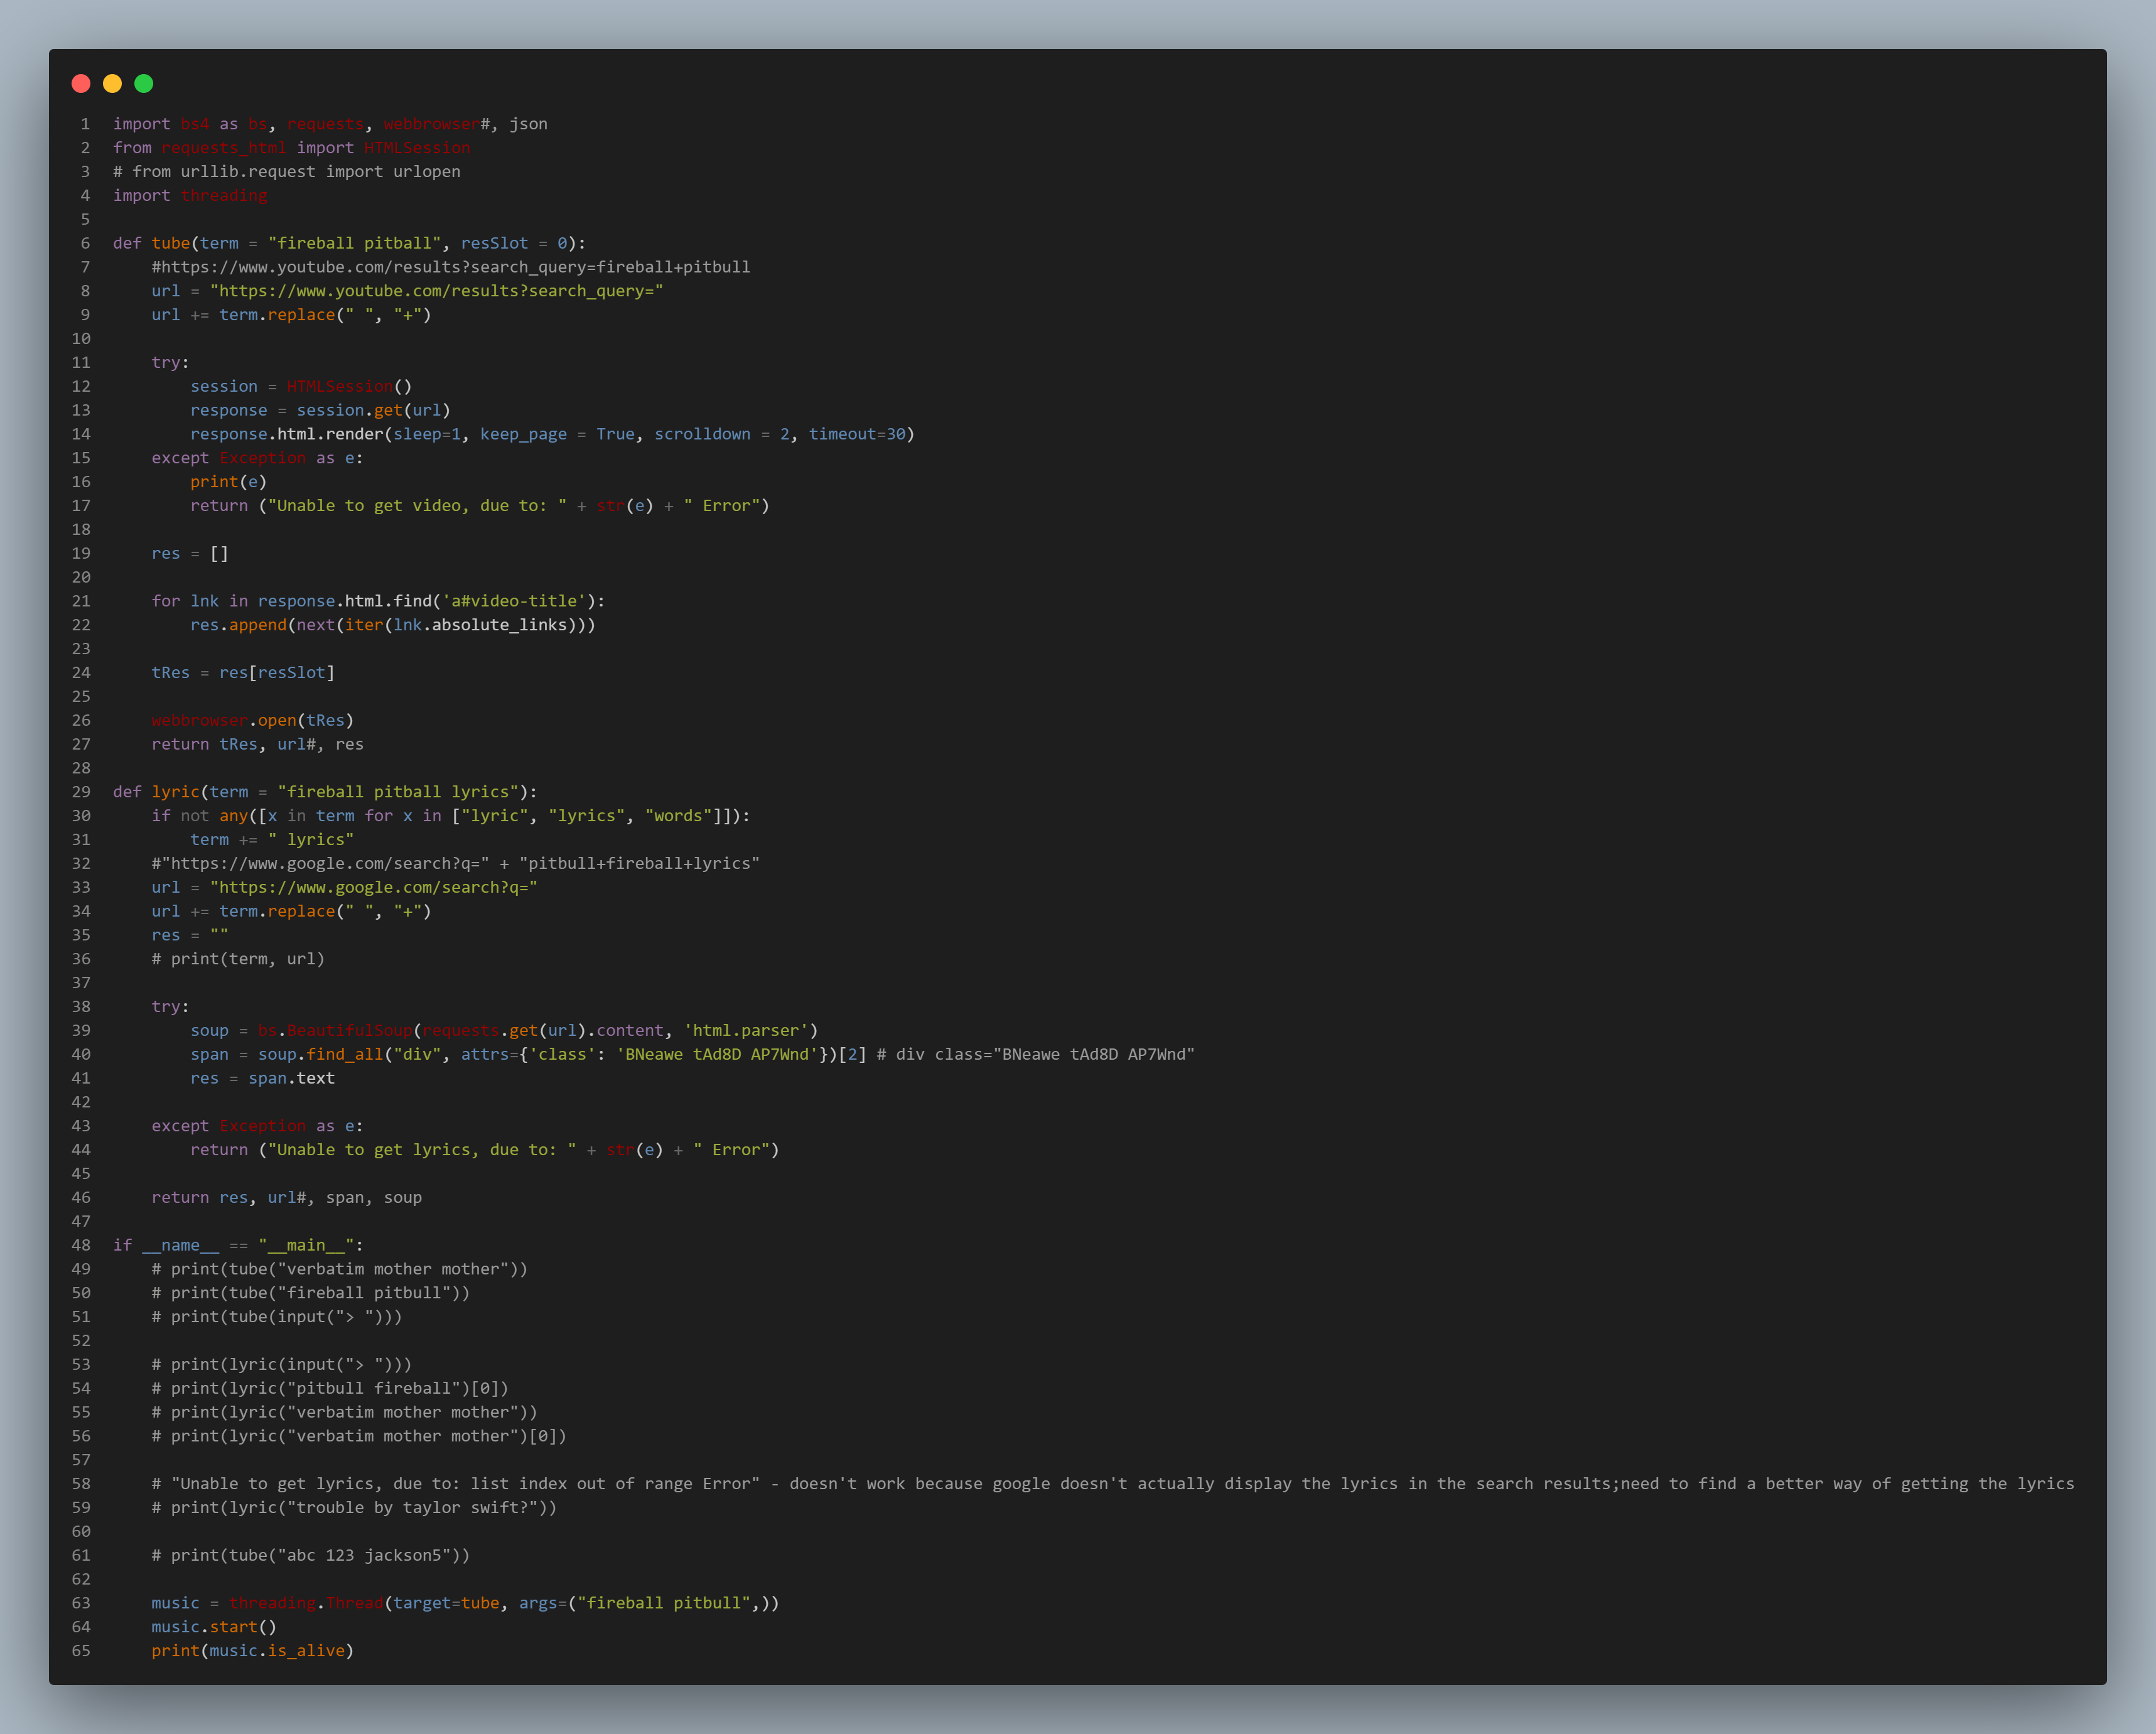 1 import bs4 as bs, requests, webbrowser#, json
2 from requests_html import HTMLSession
3 # from urllib.request import urlopen
4 import threading
5
6 def tube(term = "fireball pitball", resSlot = 0):
7     #https://www.youtube.com/results?search_query=fireball+pitbull
8     url = "https://www.youtube.com/results?search_query="
9     url += term.replace(" ", "+")
10
11     try:
12         session = HTMLSession()
13         response = session.get(url)
14         response.html.render(sleep=1, keep_page = True, scrolldown = 2, timeout=30)
15     except Exception as e:
16         print(e)
17         return ("Unable to get video, due to: " + str(e) + " Error")
18
19     res = []
20
21     for lnk in response.html.find('a#video-title'):
22         res.append(next(iter(lnk.absolute_links)))
23
24     tRes = res[resSlot]
25
26     webbrowser.open(tRes)
27     return tRes, url#, res
28
29 def lyric(term = "fireball pitball lyrics"):
30     if not any([x in term for x in ["lyric", "lyrics", "words"]]):
31         term += " lyrics"
32     #"https://www.google.com/search?q=" + "pitbull+fireball+lyrics"
33     url = "https://www.google.com/search?q="
34     url += term.replace(" ", "+")
35     res = ""
36     # print(term, url)
37
38     try:
39         soup = bs.BeautifulSoup(requests.get(url).content, 'html.parser')
40         span = soup.find_all("div", attrs={'class': 'BNeawe tAd8D AP7Wnd'})[2] # div class="BNeawe tAd8D AP7Wnd"
41         res = span.text
42
43     except Exception as e:
44         return ("Unable to get lyrics, due to: " + str(e) + " Error")
45
46     return res, url#, span, soup
47
48 if __name__ == "__main__":
49     # print(tube("verbatim mother mother"))
50     # print(tube("fireball pitbull"))
51     # print(tube(input("> ")))
52
53     # print(lyric(input("> ")))
54     # print(lyric("pitbull fireball")[0])
55     # print(lyric("verbatim mother mother"))
56     # print(lyric("verbatim mother mother")[0])
57
58     # "Unable to get lyrics, due to: list index out of range Error" - doesn't work because google doesn't actually display the lyrics in the search results;need to find a better way of getting the lyrics
59     # print(lyric("trouble by taylor swift?"))
60
61     # print(tube("abc 123 jackson5"))
62
63     music = threading.Thread(target=tube, args=("fireball pitbull",))
64     music.start()
65     print(music.is_alive)